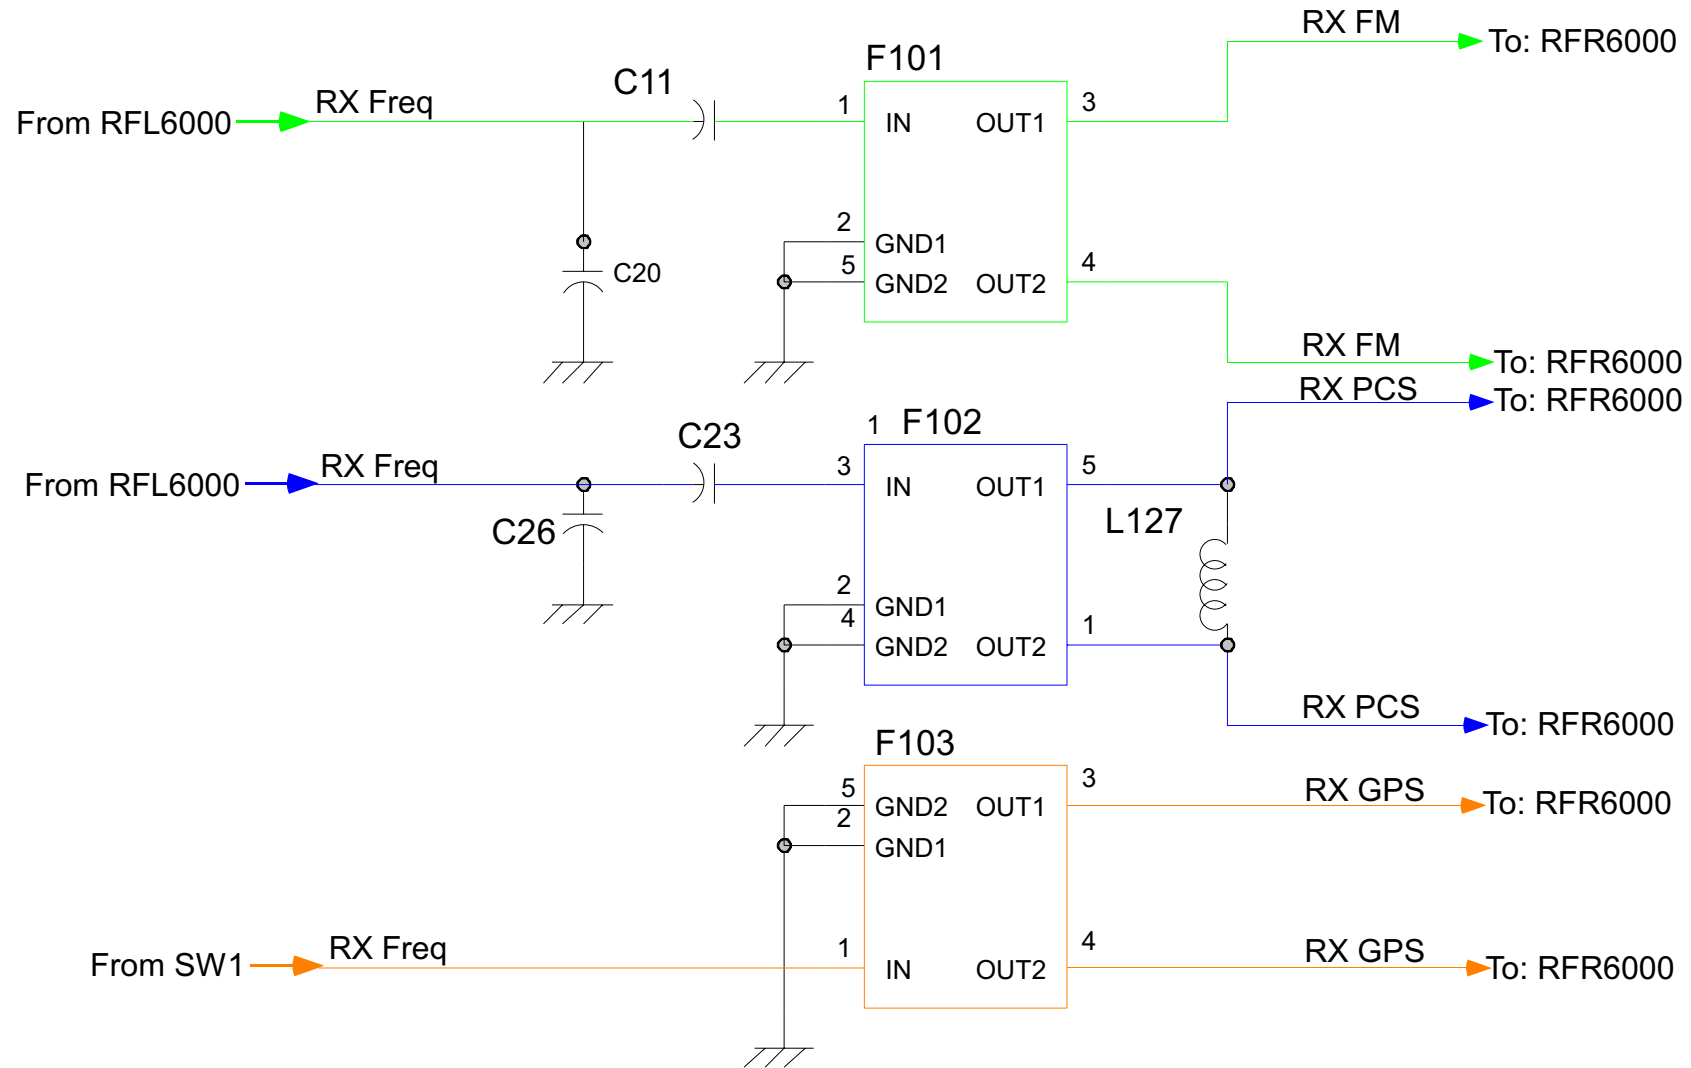 RX FM
To: RFR6000
F101
C11
RX Freq
From RFL6000
1
3
IN
OUT1
2
GND1
5
4
GND2
OUT2
C20
RX FM
To: RFR6000
RX PCS
To: RFR6000
1
F102
C23
RX Freq
From RFL6000
3
5
IN
OUT1
C26
L127
2
GND1
4
1
GND2
OUT2
RX PCS
To: RFR6000
F103
5
3
GND2
OUT1
RX GPS
To: RFR6000
2
GND1
From SW1
RX Freq
1
4
IN
OUT2
RX GPS
To: RFR6000